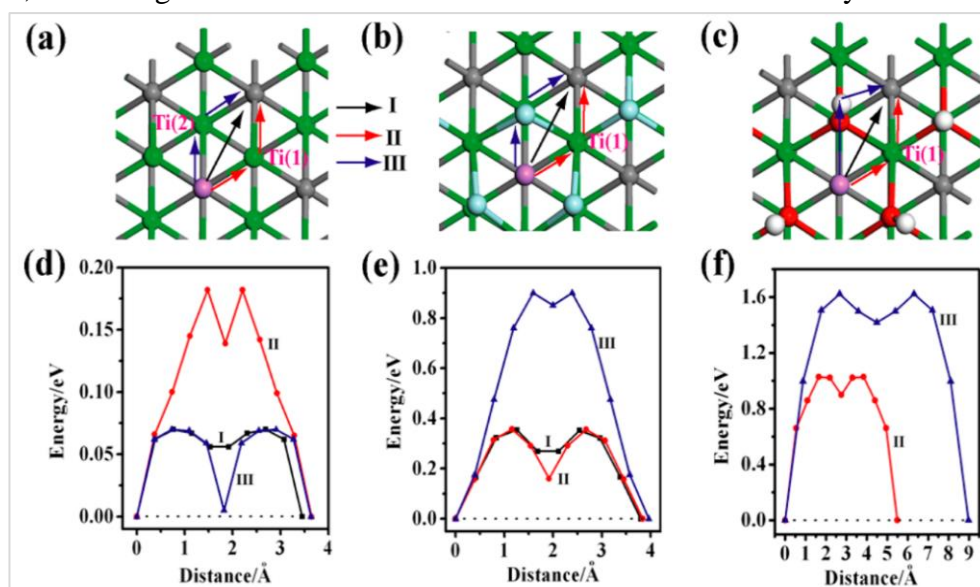 (a) (b) (c)
Ti(2) I
Ti(1) II Ti(1) Ti(1)
III
(d) (e) (f)
0.20 1.0 1.6
0.15 0.8 1.2
0.10 0.6 0.8
0.05 0.4 0.4
0.00 0.2 0.0
0.0
Energy/eV Energy/eV Energy/eV
II III III
I I II
III II
0 1 2 3 4 0 1 2 3 4 0 1 2 3 4 5 6 7 8 9
Distance/Å Distance/Å Distance/Å